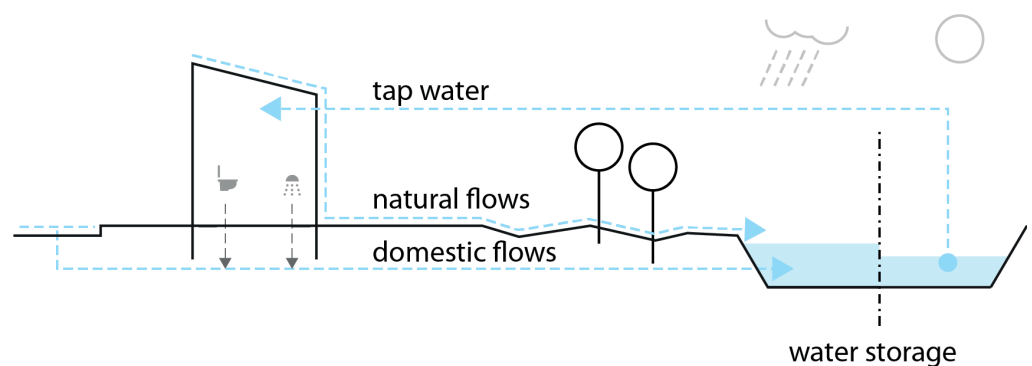 tap water
natural flows
domestic flows
water storage